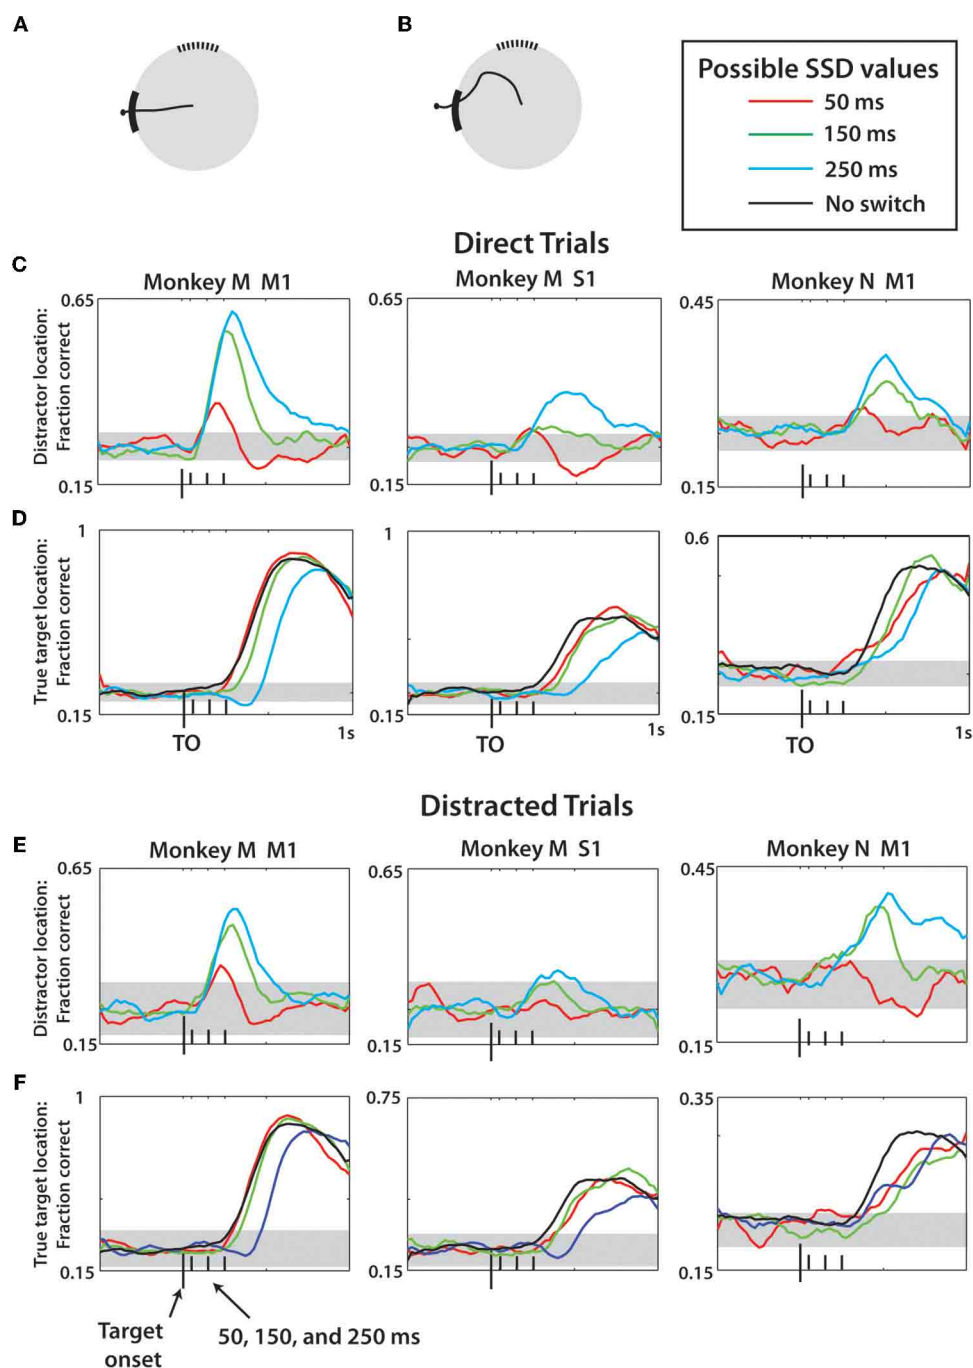 A
B
Possible SSD values
50 ms
150 ms
250 ms
No switch
Direct Trials
C
Monkey M M1
Monkey M S1
Monkey N M1
Distractor location:
Fraction correct
0.65
0.15
0.65
0.15
0.45
0.15
D
True target location:
Fraction correct
1
0.15
1
0.15
0.6
0.15
TO
1s
TO
1s
TO
1s
Distracted Trials
E
Monkey M M1
Monkey M S1
Monkey N M1
Distractor location:
Fraction correct
0.65
0.15
0.65
0.15
0.45
0.15
F
True target location:
Fraction correct
1
0.15
0.75
0.15
0.35
0.15
Target
onset
50, 150, and 250 ms